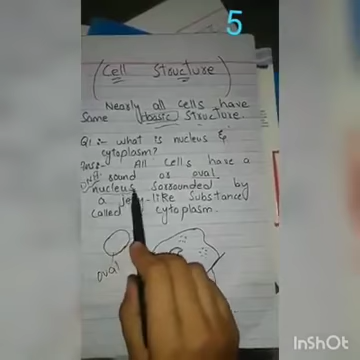 5
(Cell Structure)
Nearly all cells have
Same basic structure.
Q1:- what is nucleus &
cytoplasm?
Ans:- All cells have a
round or oval
nucleus sorrounded by
a jelly-like substance
called cytoplasm.
oval
InShOt